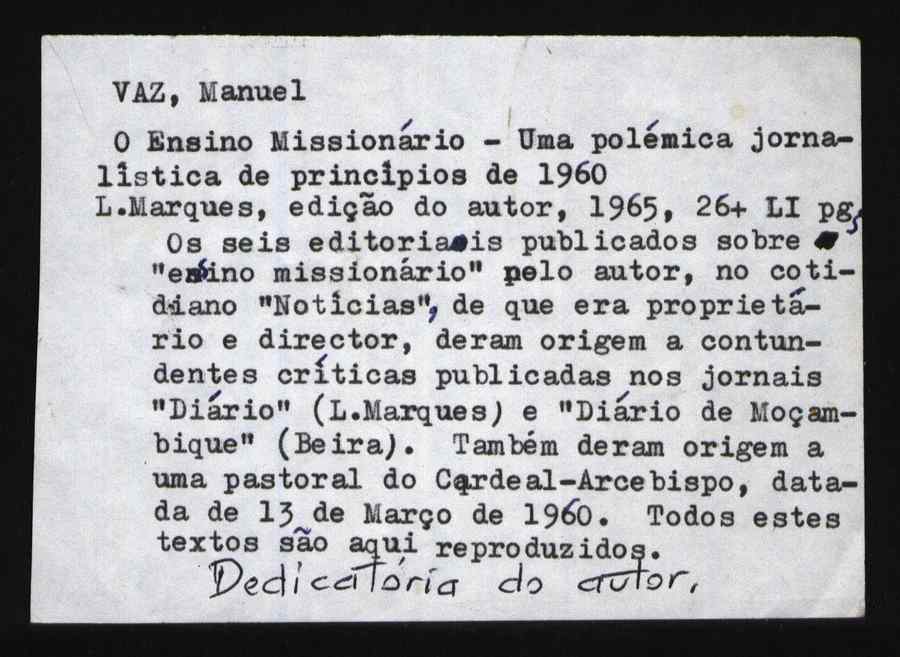 VAZ, Manuel
O Ensino Missionário - Uma polémica jorna-
lística de princípios de 1960
L.Marques, edição do autor, 1965, 26+ LI pgs
Os seis editoriais publicados sobre
"ensino missionário" pelo autor, no coti-
diano "Notícias", de que era proprietá-
rio e director, deram origem a contun-
dentes críticas publicadas nos jornais
"Diário" (L.Marques) e "Diário de Moçam-
bique" (Beira). Também deram origem a
uma pastoral do Cardeal-Arcebispo, data-
da de 13 de Março de 1960. Todos estes
textos são aqui reproduzidos.
Dedicatória do autor.